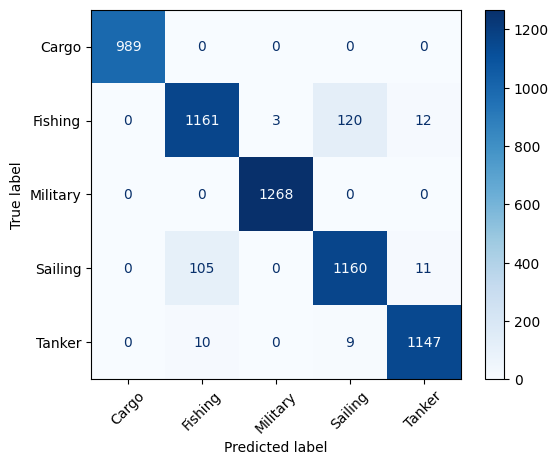 Cargo 989 0 0 0 0
Fishing 0 1161 3 120 12
Military 0 0 1268 0 0
Sailing 0 105 0 1160 11
Tanker 0 10 0 9 1147
Cargo Fishing Military Sailing Tanker
Predicted label
True label
1200
1000
800
600
400
200
0